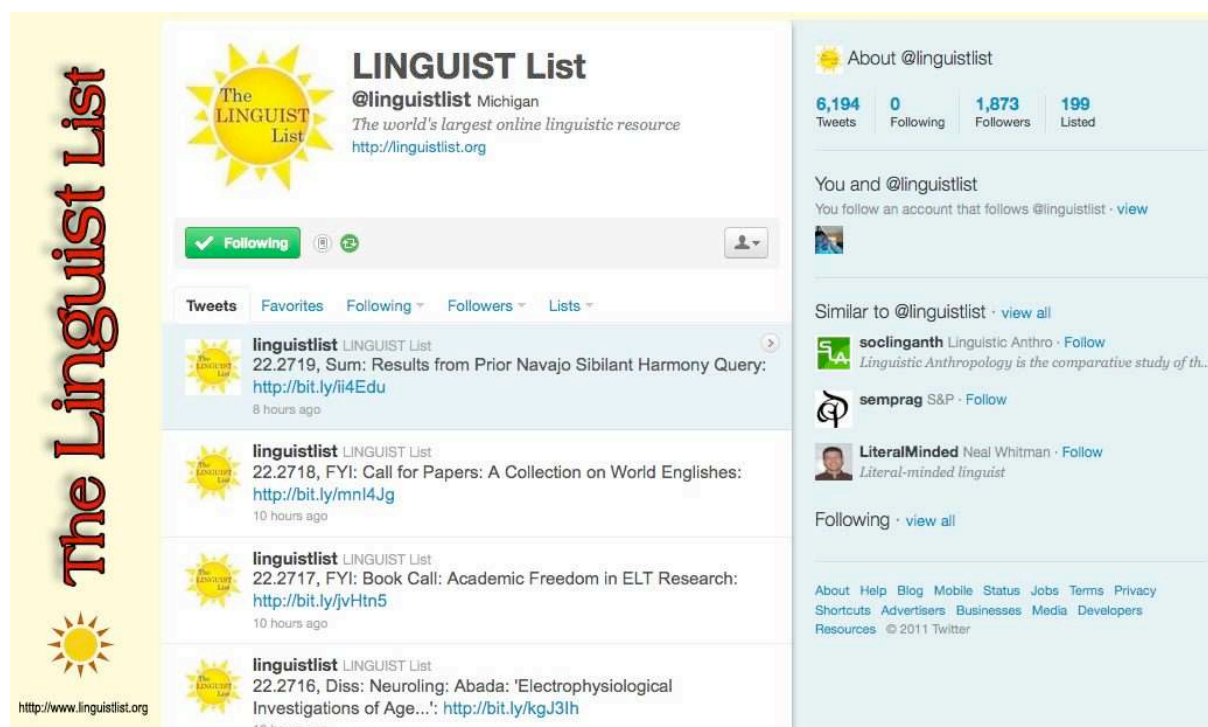 The Linguist List
htttp://www.linguistlist.org
The
LINGUIST
List
LINGUIST List
@linguistlist Michigan
The world's largest online linguistic resource
http://linguistlist.org
Following
Tweets Favorites Following Followers Lists
linguistlist LINGUIST List
22.2719, Sum: Results from Prior Navajo Sibilant Harmony Query:
http://bit.ly/ii4Edu
8 hours ago
linguistlist LINGUIST List
22.2718, FYI: Call for Papers: A Collection on World Englishes:
http://bit.ly/mnI4Jg
10 hours ago
linguistlist LINGUIST List
22.2717, FYI: Book Call: Academic Freedom in ELT Research:
http://bit.ly/jvHtn5
10 hours ago
linguistlist LINGUIST List
22.2716, Diss: Neuroling: Abada: 'Electrophysiological
Investigations of Age...': http://bit.ly/kgJ3Ih
About @linguistlist
6,194 0 1,873 199
Tweets Following Followers Listed
You and @linguistlist
You follow an account that follows @linguistlist · view
Similar to @linguistlist · view all
SLA
soclinganth Linguistic Anthro · Follow
Linguistic Anthropology is the comparative study of th...
semprag S&P · Follow
LiteralMinded Neal Whitman · Follow
Literal-minded linguist
Following · view all
About Help Blog Mobile Status Jobs Terms Privacy
Shortcuts Advertisers Businesses Media Developers
Resources © 2011 Twitter